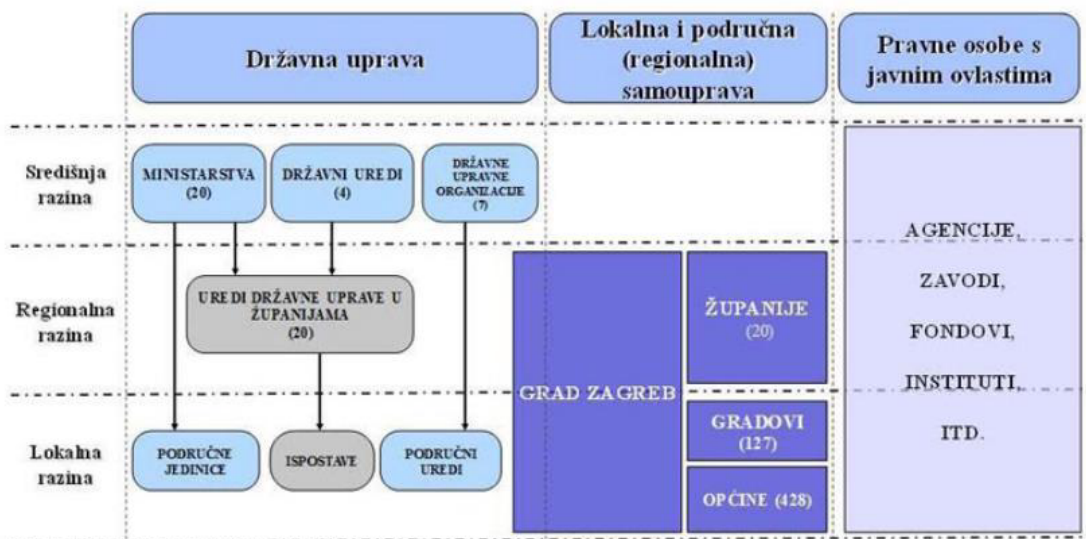 Državna uprava
Lokalna i područna
(regionalna)
samouprava
Pravne osobe s
javnim ovlastima
Središnja
razina
MINISTARSTVA
(20)
DRŽAVNI UREDI
(4)
DRŽAVNE
UPRAVNE
ORGANIZACIJE
(7)
Regionalna
razina
UREDI DRŽAVNE UPRAVE U
ŽUPANIJAMA
(20)
GRAD ZAGREB
ŽUPANIJE
(20)
Lokalna
razina
PODRUČNE
JEDINICE
ISPOSTAVE
PODRUČNI
UREDI
GRADOVI
(127)
OPĆINE (428)
AGENCIJE,
ZAVODI,
FONDOVI,
INSTITUTI,
ITD.